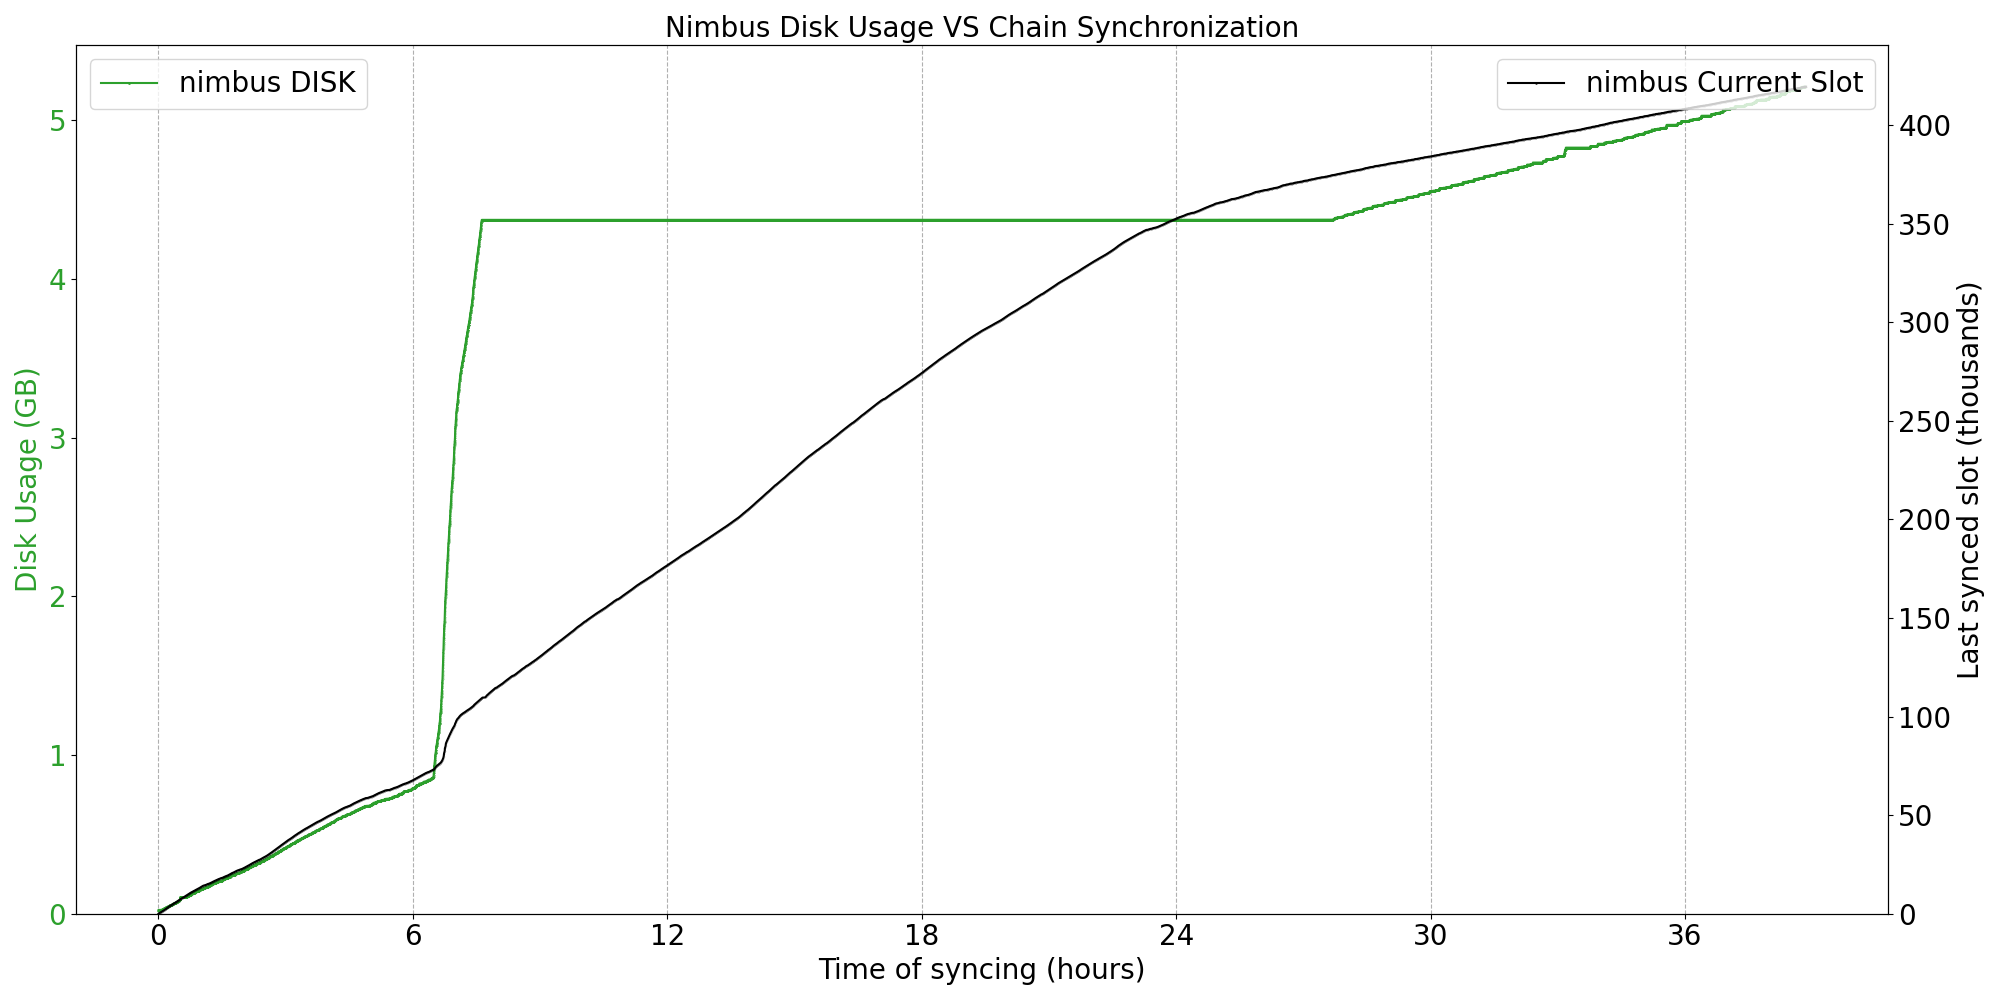 Nimbus Disk Usage VS Chain Synchronization
nimbus DISK
nimbus Current Slot
Disk Usage (GB)
5
4
3
2
1
0
Last synced slot (thousands)
400
350
300
250
200
150
100
50
0
0 6 12 18 24 30 36
Time of syncing (hours)